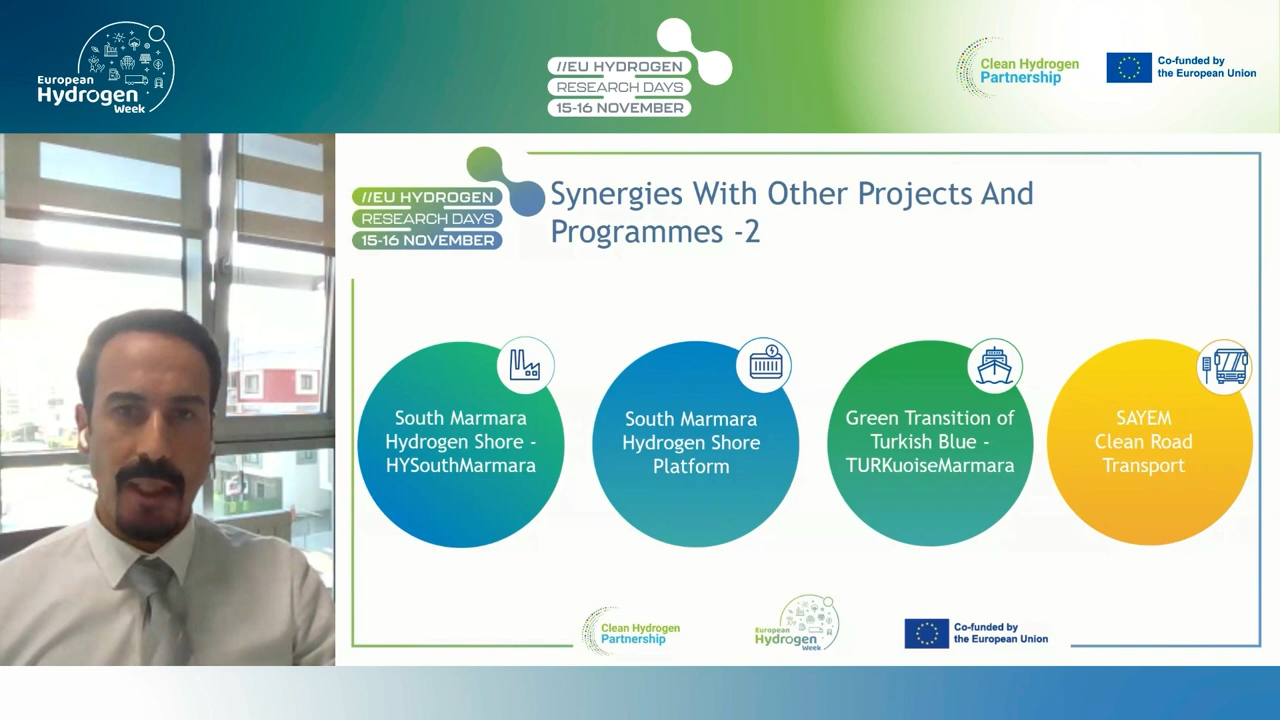 European
Hydrogen
Week
//EU HYDROGEN
RESEARCH DAYS
15-16 NOVEMBER
Clean Hydrogen
Partnership
Co-funded by
the European Union
//EU HYDROGEN
RESEARCH DAYS
15-16 NOVEMBER
Synergies With Other Projects And
Programmes -2
South Marmara
Hydrogen Shore -
HYSouthMarmara
South Marmara
Hydrogen Shore
Platform
Green Transition of
Turkish Blue -
TURKuoiseMarmara
SAYEM
Clean Road
Transport
Clean Hydrogen
Partnership
European
Hydrogen
Week
Co-funded by
the European Union